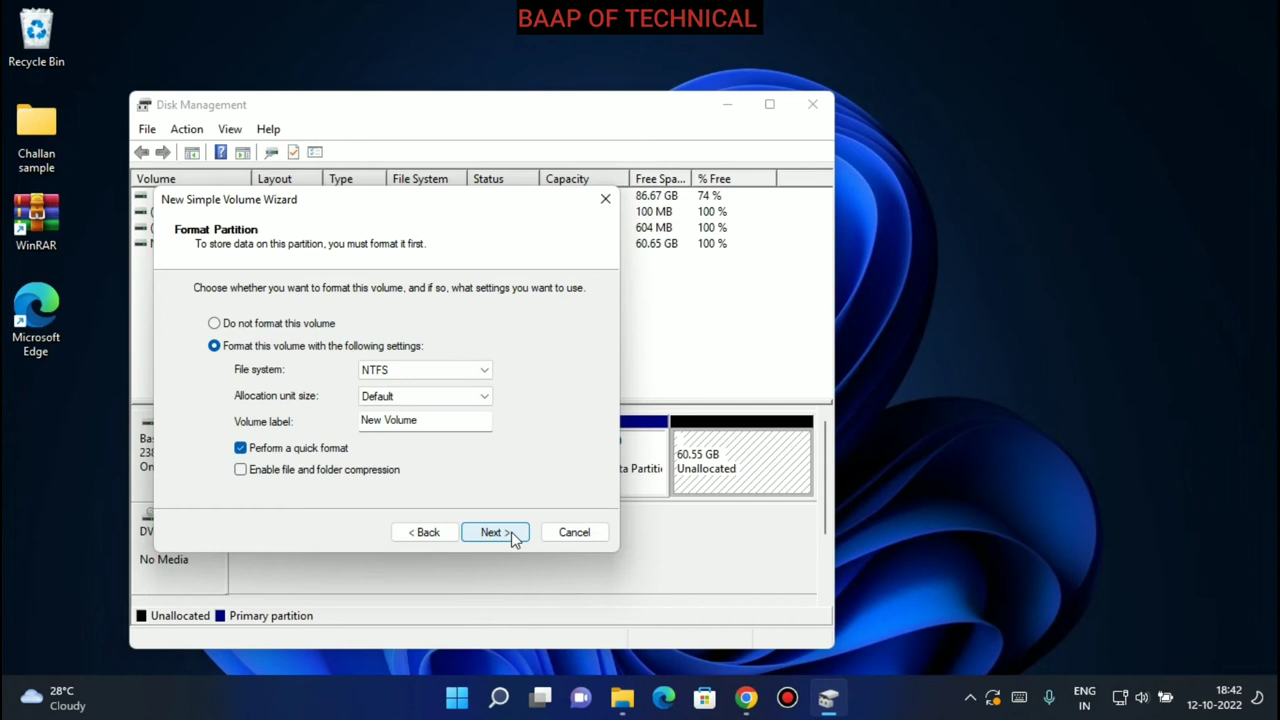 BAAP OF TECHNICAL
Recycle Bin
Challan
sample
WinRAR
Microsoft
Edge
Disk Management
File Action View Help
Volume Layout Type File System Status Capacity Free Spa... % Free
86.67 GB 74 %
100 MB 100 %
604 MB 100 %
60.65 GB 100 %
New Simple Volume Wizard
Format Partition
To store data on this partition, you must format it first.
Choose whether you want to format this volume, and if so, what settings you want to use.
Do not format this volume
Format this volume with the following settings:
File system: NTFS
Allocation unit size: Default
Volume label: New Volume
Perform a quick format
Enable file and folder compression
< Back Next > Cancel
Bas
238
On
ta Partitic
60.55 GB
Unallocated
DV
No Media
Unallocated Primary partition
28°C
Cloudy
ENG
IN
18:42
12-10-2022